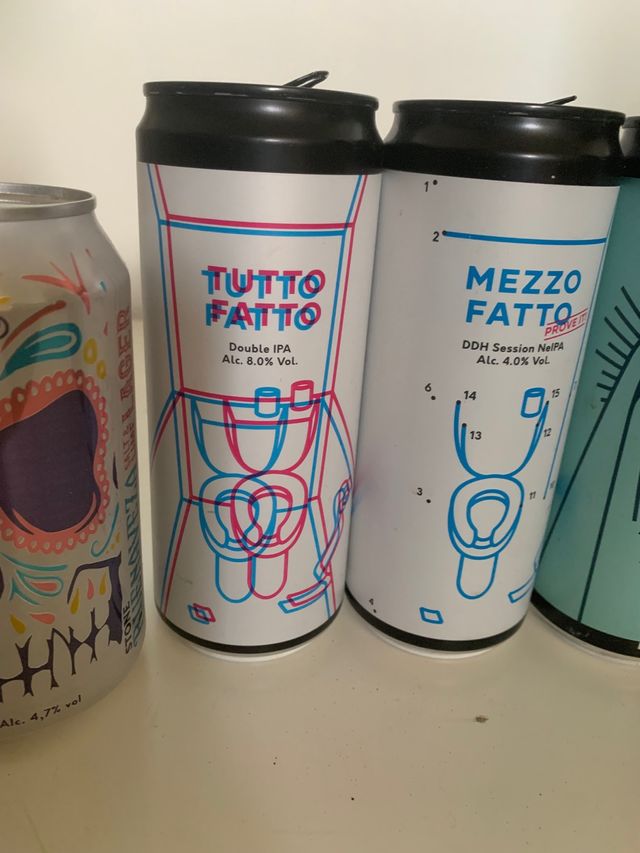 STONE
LAGER
Alc. 4,7% vol
TUTTO
FATTO
Double IPA
Alc. 8.0% Vol.
1
2
MEZZO
FATTO
PROVE IT!
DDH Session NeIPA
Alc. 4.0% Vol.
6
14
15
13
12
3
11
4